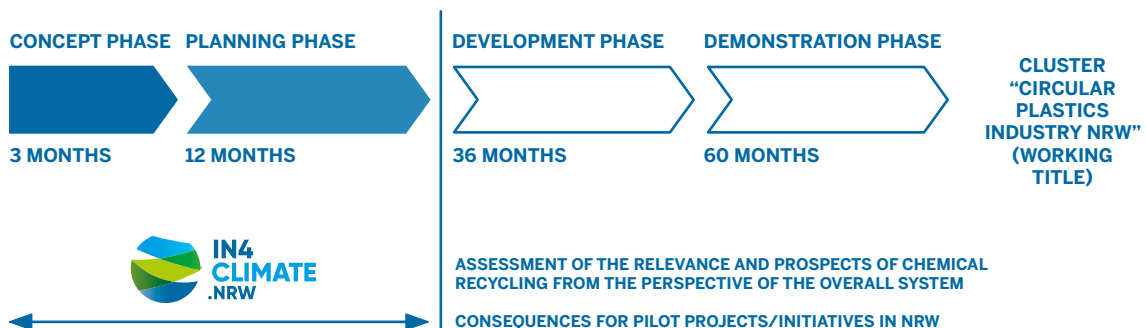 CONCEPT PHASE
PLANNING PHASE
DEVELOPMENT PHASE
DEMONSTRATION PHASE
3 MONTHS
12 MONTHS
36 MONTHS
60 MONTHS
CLUSTER
“CIRCULAR
PLASTICS
INDUSTRY NRW”
(WORKING
TITLE)
IN4
CLIMATE
.NRW
ASSESSMENT OF THE RELEVANCE AND PROSPECTS OF CHEMICAL
RECYCLING FROM THE PERSPECTIVE OF THE OVERALL SYSTEM
CONSEQUENCES FOR PILOT PROJECTS/INITIATIVES IN NRW